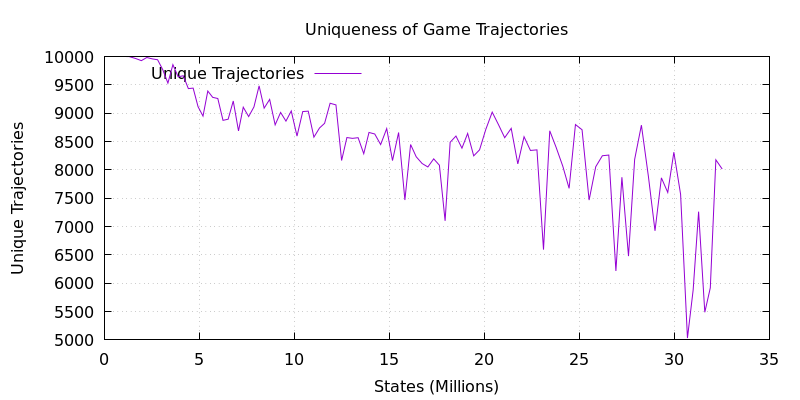 Uniqueness of Game Trajectories
Unique Trajectories
10000
9500
9000
8500
8000
7500
7000
6500
6000
5500
5000
Unique Trajectories
0 5 10 15 20 25 30 35
States (Millions)